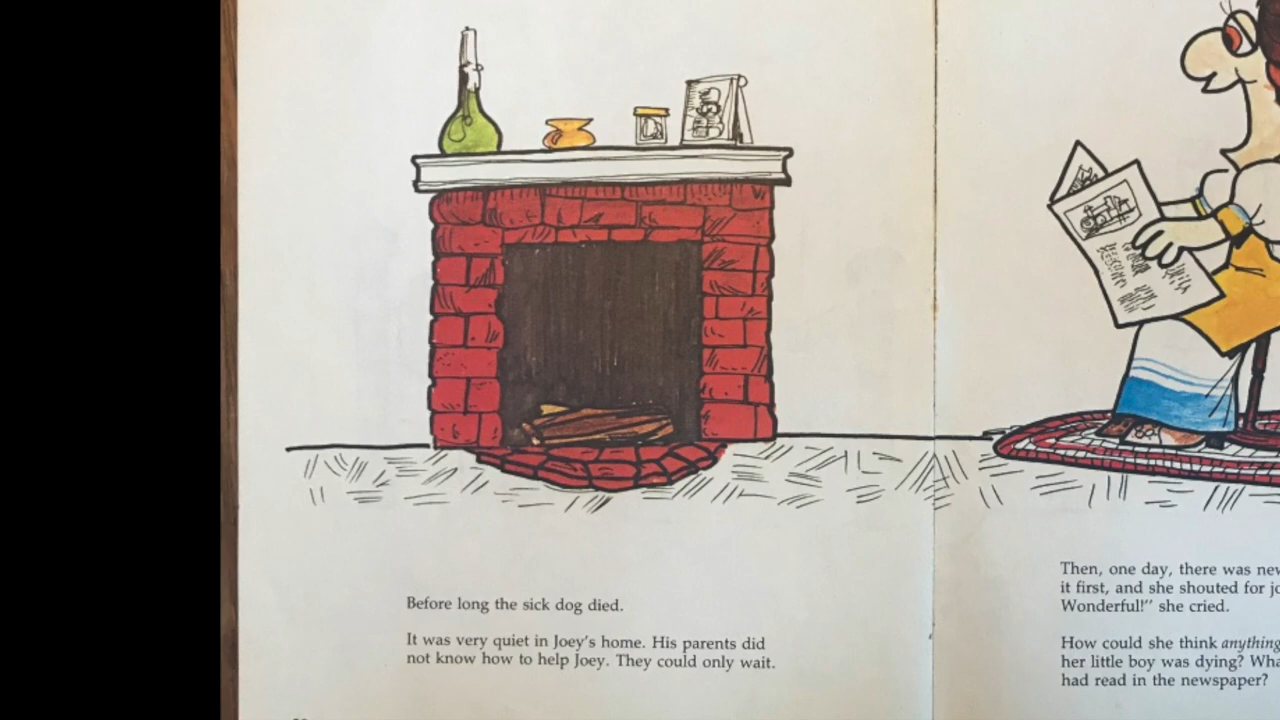 Before long the sick dog died.
It was very quiet in Joey's home. His parents did
not know how to help Joey. They could only wait.
Then, one day, there was
it first, and she shouted for
Wonderful!" she cried.
How could she think anything
her little boy was dying?
had read in the newspaper?